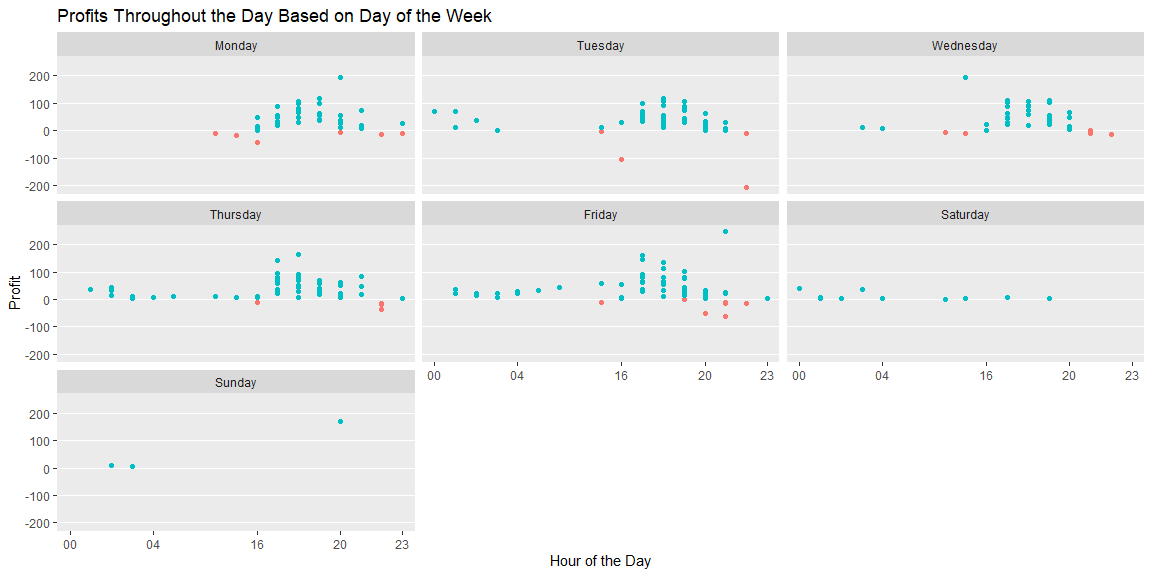 Profits Throughout the Day Based on Day of the Week
Monday
Tuesday
Wednesday
200
100
0
-100
-200
Thursday
Friday
Saturday
200
100
0
-100
-200
00 04 16 20 23
00 04 16 20 23
Sunday
200
100
0
-100
-200
00 04 16 20 23
Profit
Hour of the Day